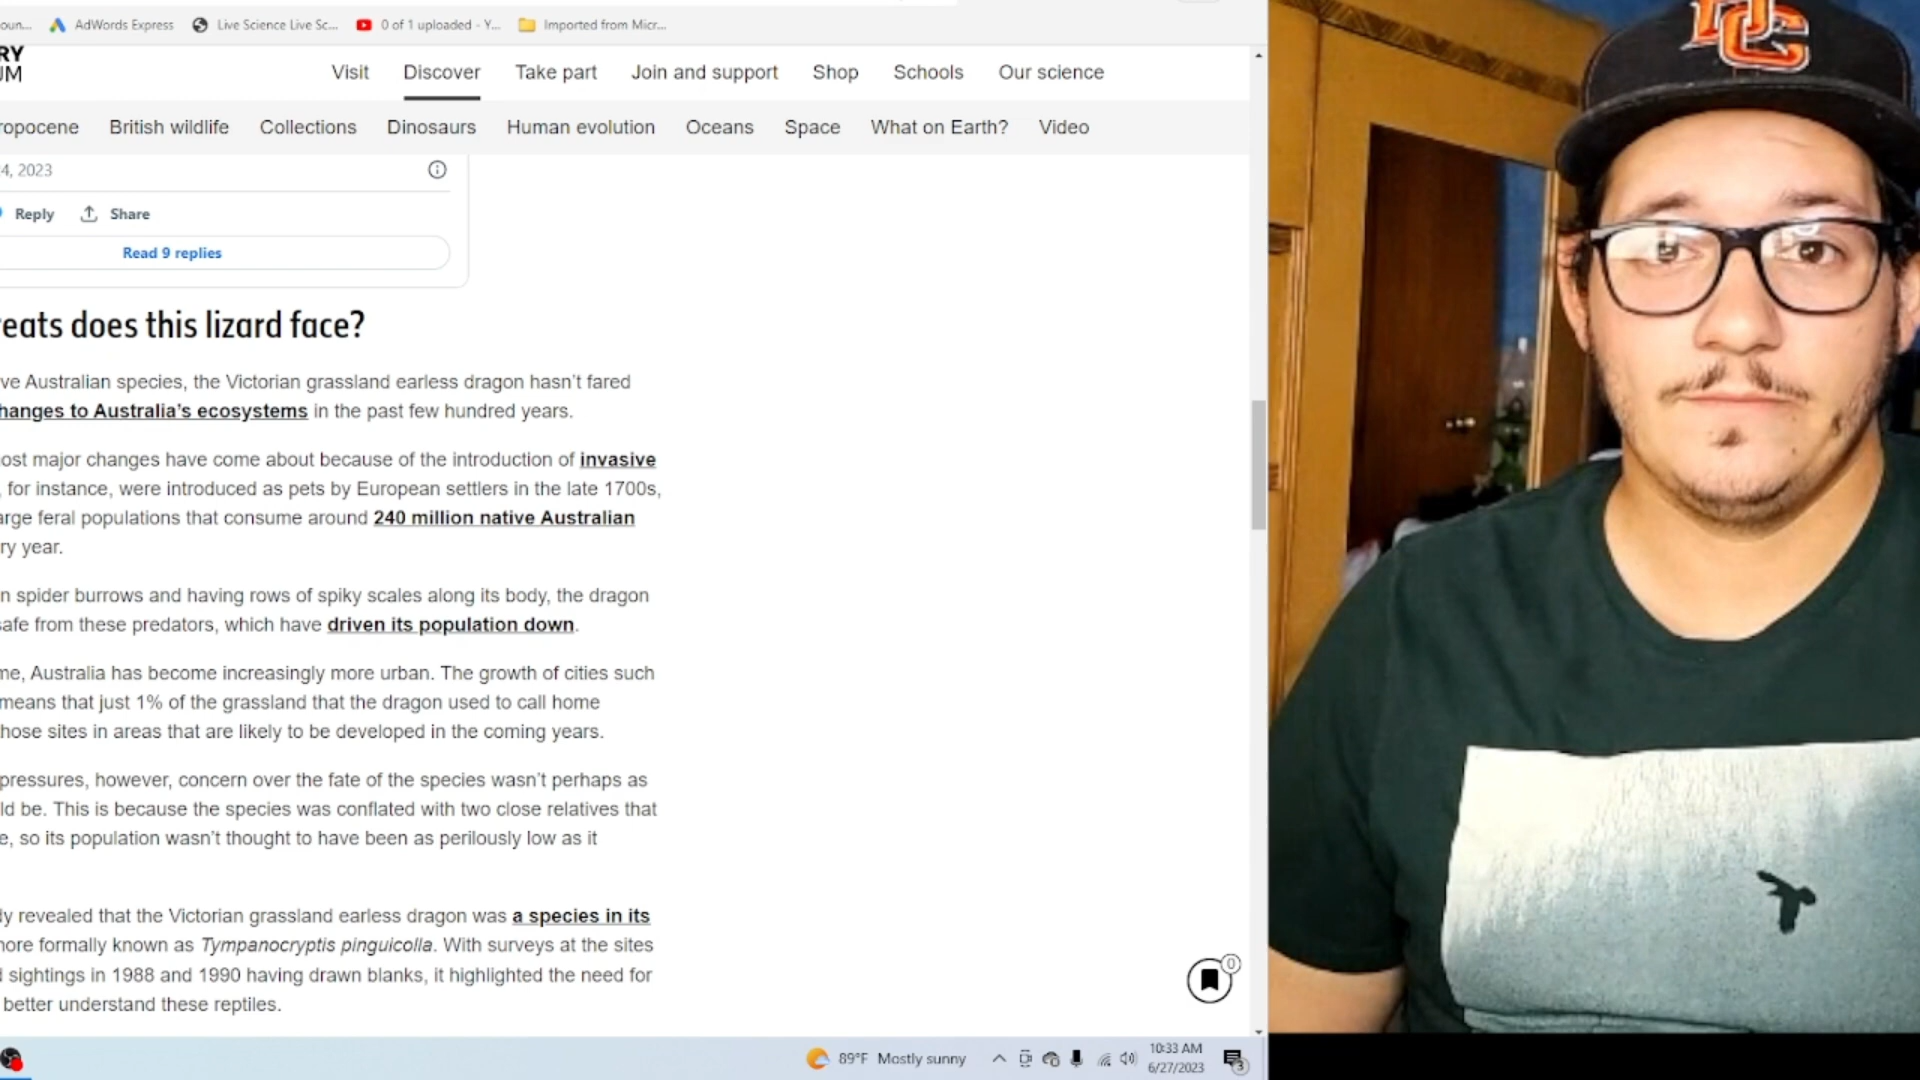 oun...
AdWords Express
Live Science Live Sc...
0 of 1 uploaded - Y...
Imported from Micr...
RY
UM
Visit
Discover
Take part
Join and support
Shop
Schools
Our science
ropocene
British wildlife
Collections
Dinosaurs
Human evolution
Oceans
Space
What on Earth?
Video
4, 2023
Reply
Share
Read 9 replies
eats does this lizard face?
ve Australian species, the Victorian grassland earless dragon hasn't fared
hanges to Australia's ecosystems in the past few hundred years.
ost major changes have come about because of the introduction of invasive
, for instance, were introduced as pets by European settlers in the late 1700s,
arge feral populations that consume around 240 million native Australian
ry year.
n spider burrows and having rows of spiky scales along its body, the dragon
safe from these predators, which have driven its population down.
me, Australia has become increasingly more urban. The growth of cities such
means that just 1% of the grassland that the dragon used to call home
those sites in areas that are likely to be developed in the coming years.
pressures, however, concern over the fate of the species wasn't perhaps as
ld be. This is because the species was conflated with two close relatives that
e, so its population wasn't thought to have been as perilously low as it
ly revealed that the Victorian grassland earless dragon was a species in its
nore formally known as Tympanocryptis pinguicolla. With surveys at the sites
d sightings in 1988 and 1990 having drawn blanks, it highlighted the need for
better understand these reptiles.
0
89°F Mostly sunny
10:33 AM
6/27/2023
3